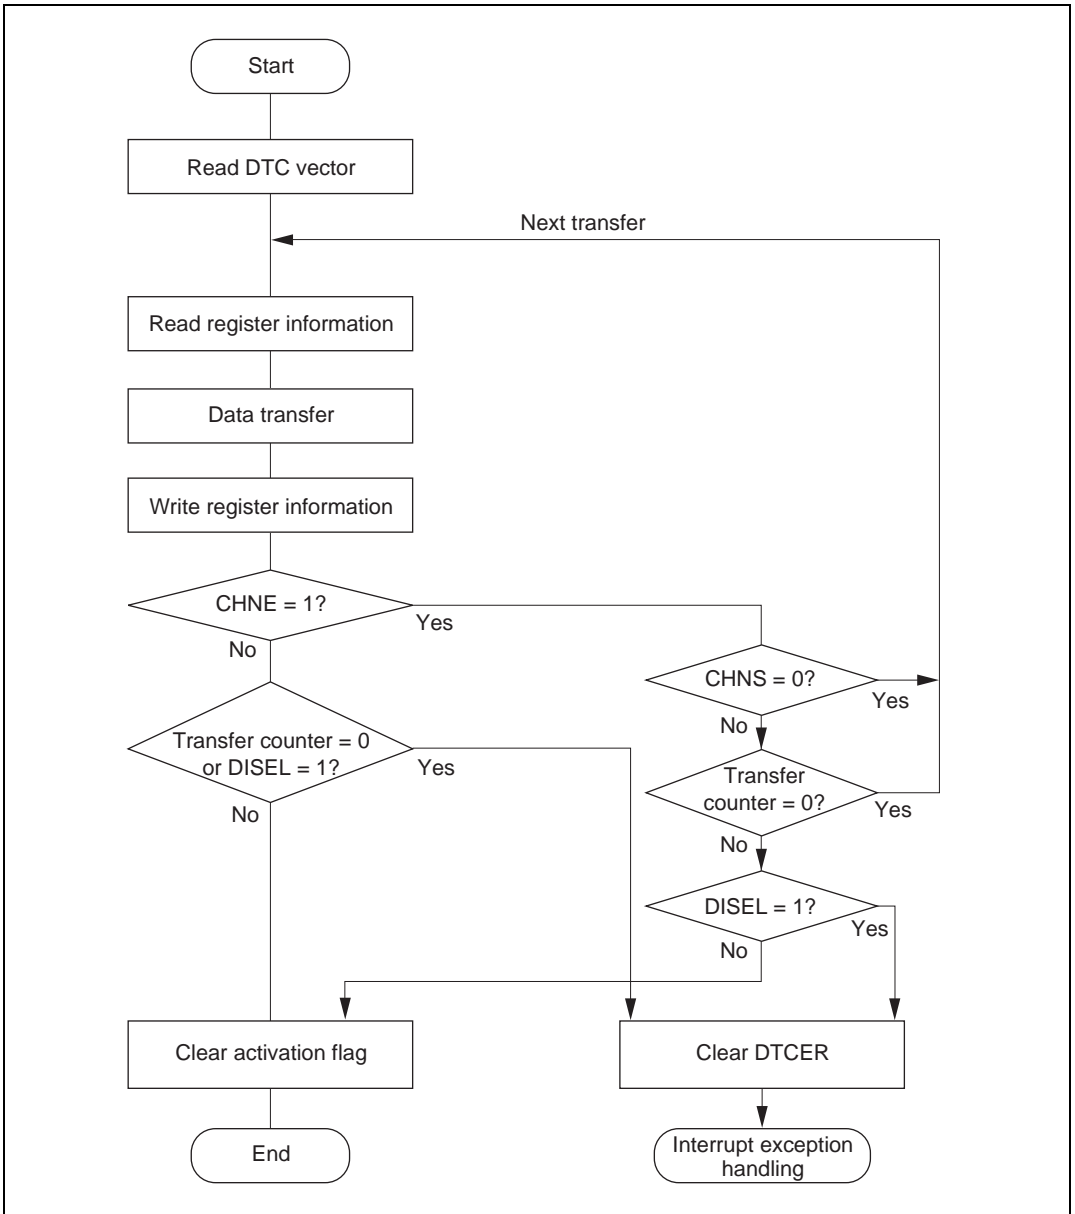 Start
Read DTC vector
Next transfer
Read register information
Data transfer
Write register information
CHNE = 1?
Yes
No
CHNS = 0?
Yes
No
Transfer counter = 0
or DISEL = 1?
Yes
No
Transfer
counter = 0?
Yes
No
DISEL = 1?
Yes
No
Clear activation flag
Clear DTCER
End
Interrupt exception
handling